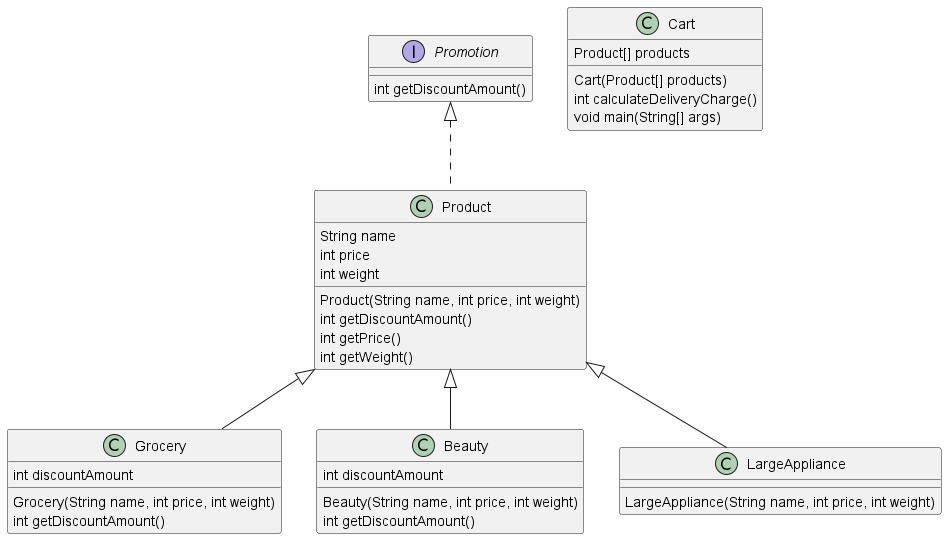 I Promotion
int getDiscountAmount()
C Cart
Product[] products
Cart(Product[] products)
int calculateDeliveryCharge()
void main(String[] args)
C Product
String name
int price
int weight
Product(String name, int price, int weight)
int getDiscountAmount()
int getPrice()
int getWeight()
C Grocery
int discountAmount
Grocery(String name, int price, int weight)
int getDiscountAmount()
C Beauty
int discountAmount
Beauty(String name, int price, int weight)
int getDiscountAmount()
C LargeAppliance
LargeAppliance(String name, int price, int weight)